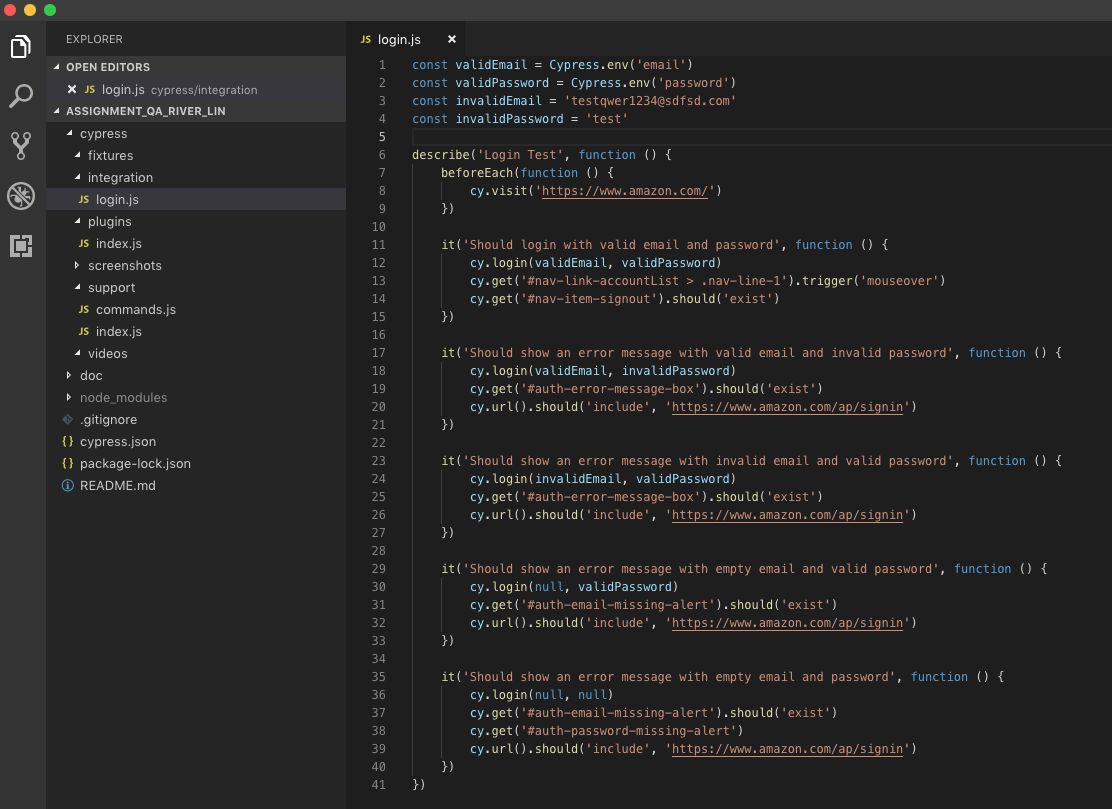 EXPLORER
OPEN EDITORS
JS login.js cypress/integration
ASSIGNMENT_QA_RIVER_LIN
cypress
fixtures
integration
JS login.js
plugins
JS index.js
screenshots
support
JS commands.js
JS index.js
videos
doc
node_modules
.gitignore
{} cypress.json
{} package-lock.json
README.md
JS login.js
1 const validEmail = Cypress.env('email')
2 const validPassword = Cypress.env('password')
3 const invalidEmail = 'testqwer1234@sdfsd.com'
4 const invalidPassword = 'test'
5
6 describe('Login Test', function () {
7     beforeEach(function () {
8         cy.visit('https://www.amazon.com/')
9     })
10
11     it('Should login with valid email and password', function () {
12         cy.login(validEmail, validPassword)
13         cy.get('#nav-link-accountList > .nav-line-1').trigger('mouseover')
14         cy.get('#nav-item-signout').should('exist')
15     })
16
17     it('Should show an error message with valid email and invalid password', function () {
18         cy.login(validEmail, invalidPassword)
19         cy.get('#auth-error-message-box').should('exist')
20         cy.url().should('include', 'https://www.amazon.com/ap/signin')
21     })
22
23     it('Should show an error message with invalid email and valid password', function () {
24         cy.login(invalidEmail, validPassword)
25         cy.get('#auth-error-message-box').should('exist')
26         cy.url().should('include', 'https://www.amazon.com/ap/signin')
27     })
28
29     it('Should show an error message with empty email and valid password', function () {
30         cy.login(null, validPassword)
31         cy.get('#auth-email-missing-alert').should('exist')
32         cy.url().should('include', 'https://www.amazon.com/ap/signin')
33     })
34
35     it('Should show an error message with empty email and password', function () {
36         cy.login(null, null)
37         cy.get('#auth-email-missing-alert').should('exist')
38         cy.get('#auth-password-missing-alert')
39         cy.url().should('include', 'https://www.amazon.com/ap/signin')
40     })
41 })